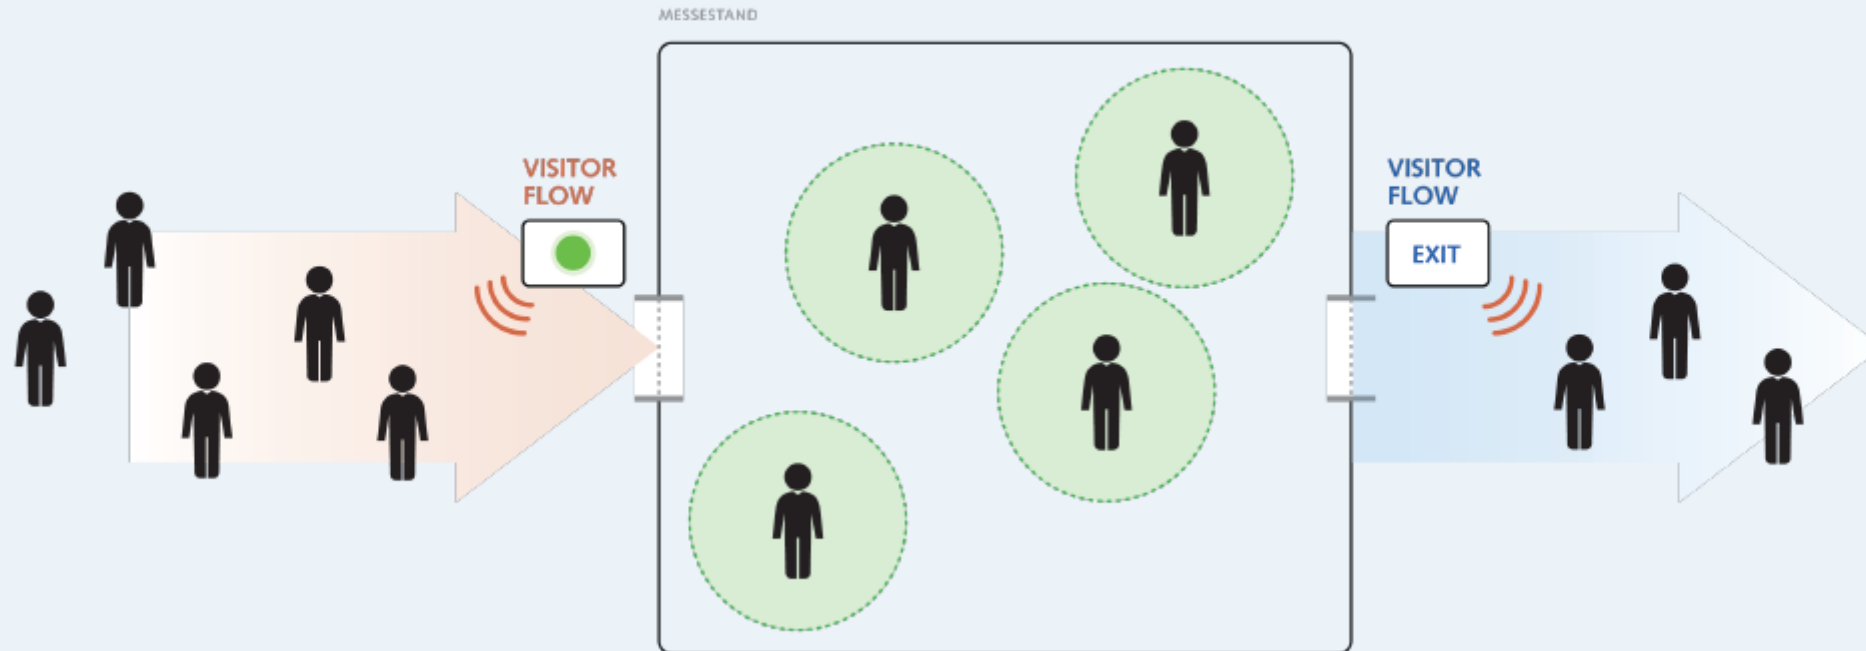 MESSESTAND
VISITOR
FLOW
VISITOR
FLOW
EXIT